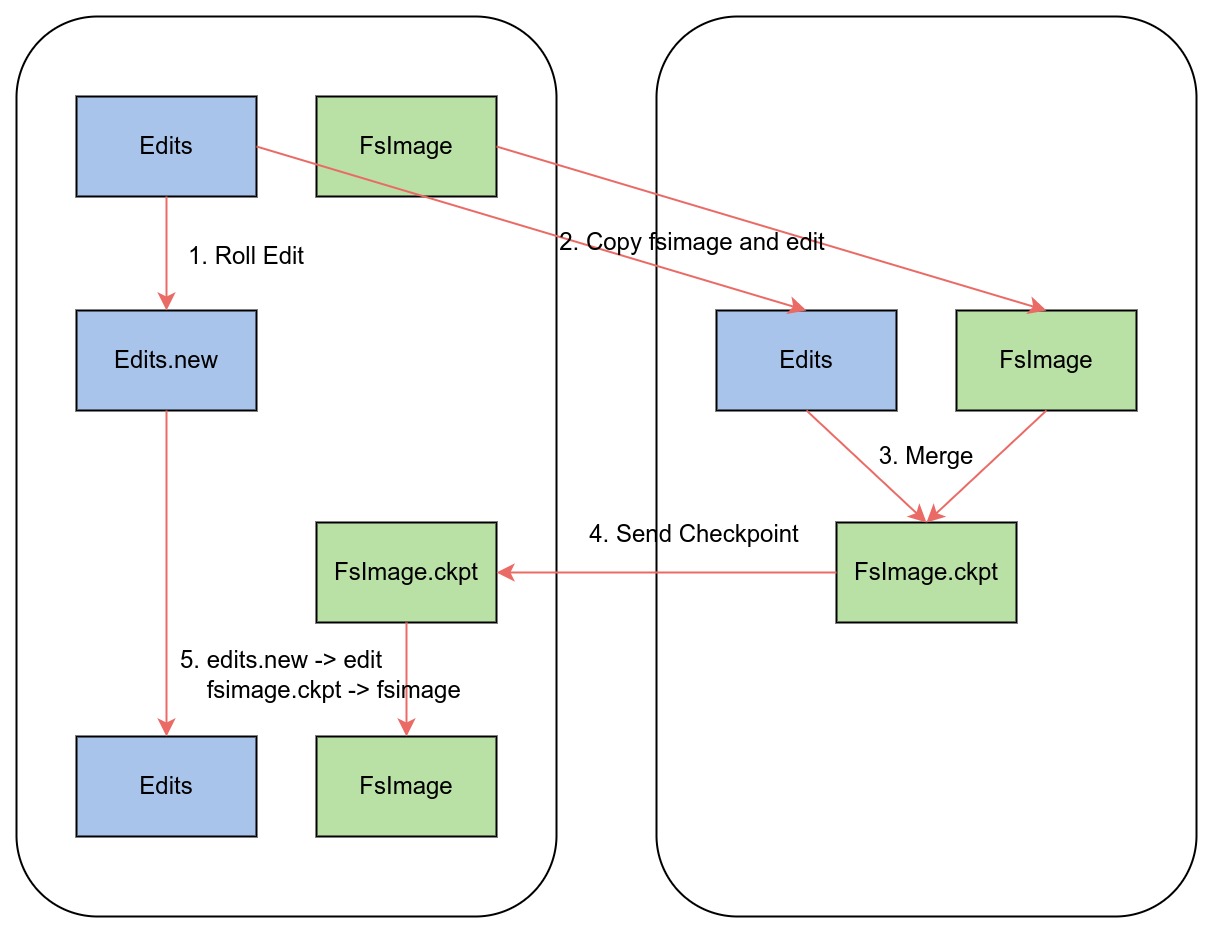 Edits
FsImage
1. Roll Edit
2. Copy fsimage and edit
Edits.new
Edits
FsImage
3. Merge
4. Send Checkpoint
FsImage.ckpt
FsImage.ckpt
5. edits.new -> edit
fsimage.ckpt -> fsimage
Edits
FsImage